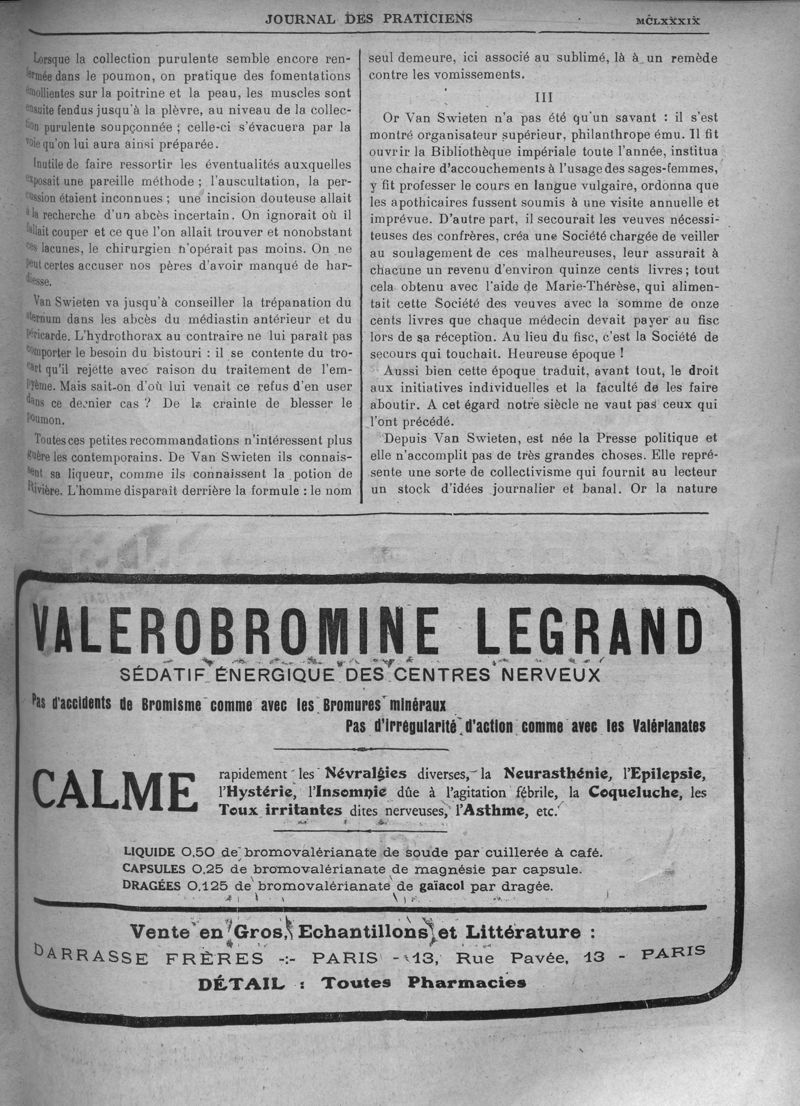 JOURNAL DES PRATICIENS
MCLXXXIX
Lorsque la collection purulente semble encore ren-
fermée dans le poumon, on pratique des fomentations
émollientes sur la poitrine et la peau, les muscles sont
ensuite fendus jusqu'à la plèvre, au niveau de la collec-
tion purulente soupçonnée ; celle-ci s'évacuera par la
voie qu'on lui aura ainsi préparée.
Inutile de faire ressortir les éventualités auxquelles
exposait une pareille méthode ; l'auscultation, la per-
cussion étaient inconnues ; une incision douteuse allait
à la recherche d'un abcès incertain. On ignorait où il
fallait couper et ce que l'on allait trouver et nonobstant
ces lacunes, le chirurgien n'opérait pas moins. On ne
peut certes accuser nos pères d'avoir manqué de har-
diesse.
Van Swieten va jusqu'à conseiller la trépanation du
sternum dans les abcès du médiastin antérieur et du
péricarde. L'hydrothorax au contraire ne lui paraît pas
comporter le besoin du bistouri : il se contente du tro-
cart qu'il rejette avec raison du traitement de l'em-
pyème. Mais sait-on d'où lui venait ce refus d'en user
dans ce dernier cas ? De la crainte de blesser le
poumon.
Toutes ces petites recommandations n'intéressent plus
guère les contemporains. De Van Swieten ils connais-
sent sa liqueur, comme ils connaissent la potion de
Rivière. L'homme disparait derrière la formule : le nom
seul demeure, ici associé au sublimé, là à un remède
contre les vomissements.
III
Or Van Swieten n'a pas été qu'un savant : il s'est
montré organisateur supérieur, philanthrope ému. Il fit
ouvrir la Bibliothèque impériale toute l'année, institua
une chaire d'accouchements à l'usage des sages-femmes,
y fit professer le cours en langue vulgaire, ordonna que
les apothicaires fussent soumis à une visite annuelle et
imprévue. D'autre part, il secourait les veuves nécessi-
teuses des confrères, créa une Société chargée de veiller
au soulagement de ces malheureuses, leur assurait à
chacune un revenu d'environ quinze cents livres ; tout
cela obtenu avec l'aide de Marie-Thérèse, qui alimen-
tait cette Société des veuves avec la somme de onze
cents livres que chaque médecin devait payer au fisc
lors de sa réception. Au lieu du fisc, c'est la Société de
secours qui touchait. Heureuse époque !
Aussi bien cette époque traduit, avant tout, le droit
aux initiatives individuelles et la faculté de les faire
aboutir. A cet égard notre siècle ne vaut pas ceux qui
l'ont précédé.
Depuis Van Swieten, est née la Presse politique et
elle n'accomplit pas de très grandes choses. Elle repré-
sente une sorte de collectivisme qui fournit au lecteur
un stock d'idées journalier et banal. Or la nature
VALEROBROMINE LEGRAND
SÉDATIF ÉNERGIQUE DES CENTRES NERVEUX
Pas d'accidents de Bromisme comme avec les Bromures minéraux
Pas d'irrégularité d'action comme avec les Valérianates
CALME
rapidement les Névralgies diverses, la Neurasthénie, l'Epilepsie,
l'Hystérie, l'Insomnie dûe à l'agitation fébrile, la Coqueluche, les
Toux irritantes dites nerveuses, l'Asthme, etc.
LIQUIDE 0,50 de bromovalérianate de soude par cuillerée à café.
CAPSULES 0,25 de bromovalérianate de magnésie par capsule.
DRAGÉES 0,125 de bromovalérianate de gaïacol par dragée.
Vente en Gros, Echantillons et Littérature :
DARRASSE FRÈRES -:- PARIS - 13, Rue Pavée, 13 - PARIS
DÉTAIL : Toutes Pharmacies